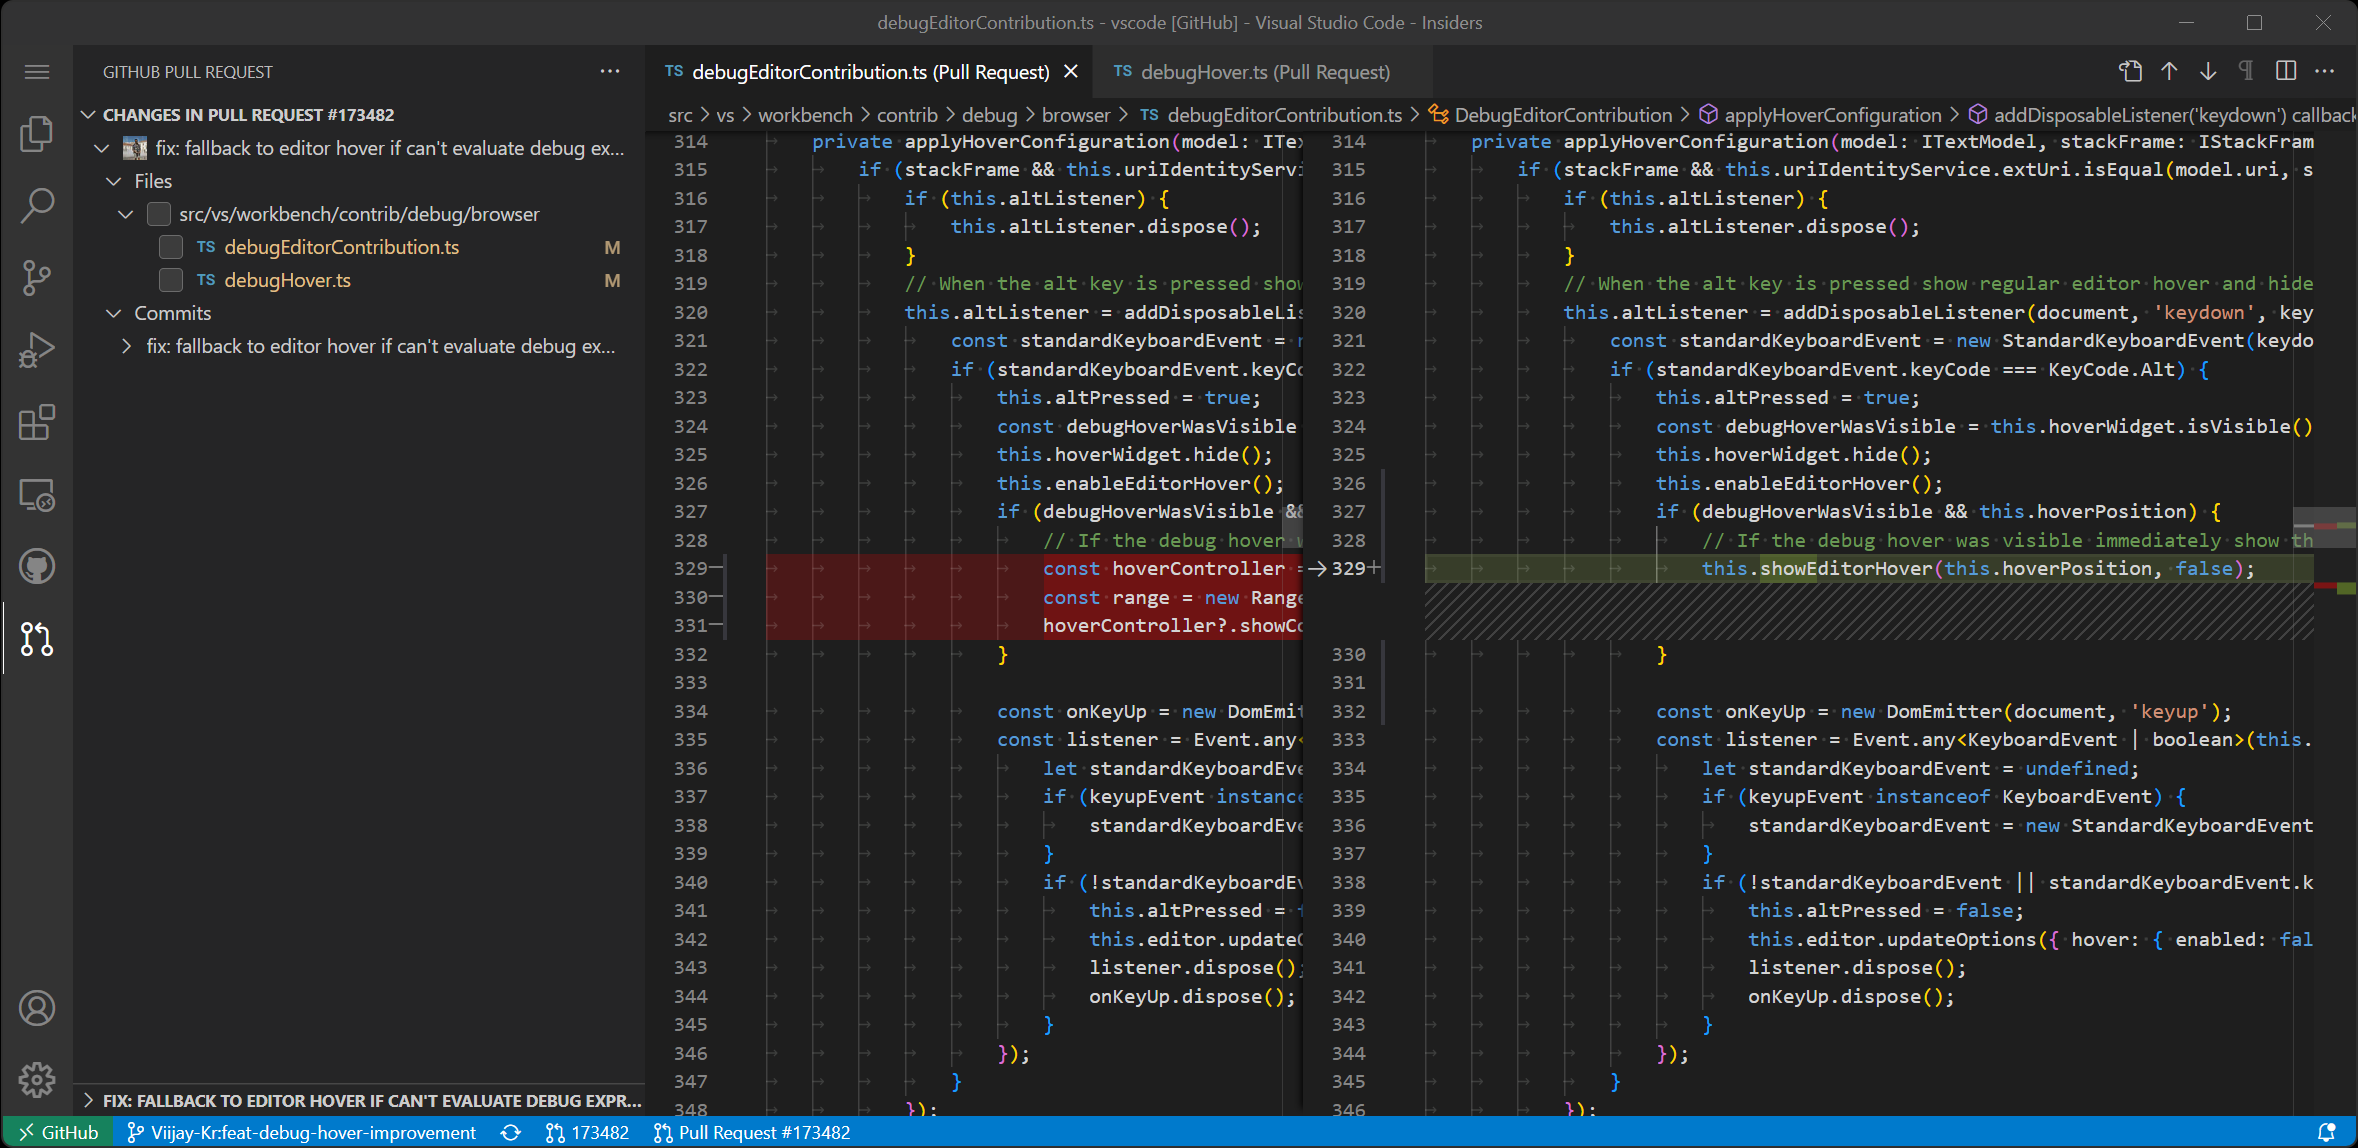 debugEditorContribution.ts - vscode [GitHub] - Visual Studio Code - Insiders
GITHUB PULL REQUEST
CHANGES IN PULL REQUEST #173482
fix: fallback to editor hover if can't evaluate debug ex...
Files
src/vs/workbench/contrib/debug/browser
TS debugEditorContribution.ts M
TS debugHover.ts M
Commits
fix: fallback to editor hover if can't evaluate debug ex...
FIX: FALLBACK TO EDITOR HOVER IF CAN'T EVALUATE DEBUG EXPR...
TS debugEditorContribution.ts (Pull Request)
TS debugHover.ts (Pull Request)
src > vs > workbench > contrib > debug > browser > TS debugEditorContribution.ts > DebugEditorContribution > applyHoverConfiguration > addDisposableListener('keydown') callback
314 private applyHoverConfiguration(model: ITex
315 if (stackFrame && this.uriIdentityServi
316 if (this.altListener) {
317 this.altListener.dispose();
318 }
319 // When the alt key is pressed show
320 this.altListener = addDisposableLis
321 const standardKeyboardEvent = n
322 if (standardKeyboardEvent.keyCo
323 this.altPressed = true;
324 const debugHoverWasVisible
325 this.hoverWidget.hide();
326 this.enableEditorHover();
327 if (debugHoverWasVisible &&
328 // If the debug hover w
329 const hoverController =
330 const range = new Range
331 hoverController?.showCo
332 }
333
334 const onKeyUp = new DomEmit
335 const listener = Event.any<
336 let standardKeyboardEve
337 if (keyupEvent instance
338 standardKeyboardEve
339 }
340 if (!standardKeyboardEv
341 this.altPressed = f
342 this.editor.updateO
343 listener.dispose();
344 onKeyUp.dispose();
345 }
346 });
347 }
348 });
314 private applyHoverConfiguration(model: ITextModel, stackFrame: IStackFram
315 if (stackFrame && this.uriIdentityService.extUri.isEqual(model.uri, s
316 if (this.altListener) {
317 this.altListener.dispose();
318 }
319 // When the alt key is pressed show regular editor hover and hide
320 this.altListener = addDisposableListener(document, 'keydown', key
321 const standardKeyboardEvent = new StandardKeyboardEvent(keydo
322 if (standardKeyboardEvent.keyCode === KeyCode.Alt) {
323 this.altPressed = true;
324 const debugHoverWasVisible = this.hoverWidget.isVisible()
325 this.hoverWidget.hide();
326 this.enableEditorHover();
327 if (debugHoverWasVisible && this.hoverPosition) {
328 // If the debug hover was visible immediately show th
329+ this.showEditorHover(this.hoverPosition, false);
330 }
331
332 const onKeyUp = new DomEmitter(document, 'keyup');
333 const listener = Event.any<KeyboardEvent | boolean>(this.
334 let standardKeyboardEvent = undefined;
335 if (keyupEvent instanceof KeyboardEvent) {
336 standardKeyboardEvent = new StandardKeyboardEvent
337 }
338 if (!standardKeyboardEvent || standardKeyboardEvent.k
339 this.altPressed = false;
340 this.editor.updateOptions({ hover: { enabled: fal
341 listener.dispose();
342 onKeyUp.dispose();
343 }
344 });
345 }
346 });
GitHub Viijay-Kr:feat-debug-hover-improvement 173482 Pull Request #173482